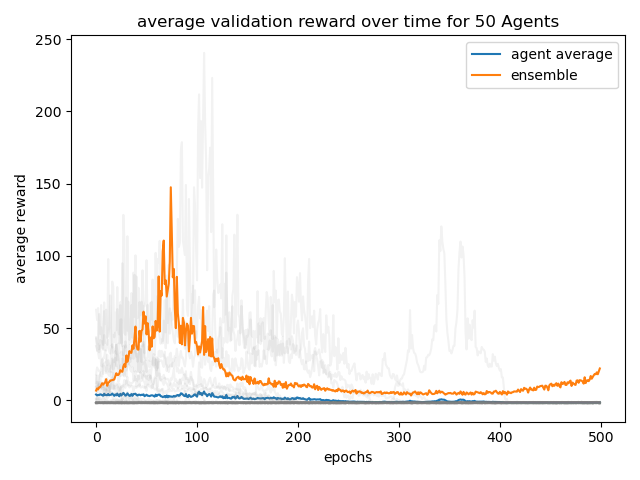 average validation reward over time for 50 Agents
agent average
ensemble
average reward
250
200
150
100
50
0
0
100
200
300
400
500
epochs